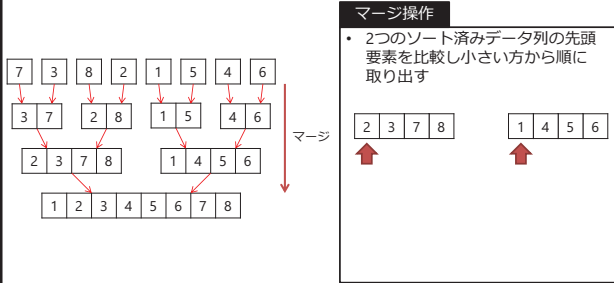 マージ操作
• 2つのソート済みデータ列の先頭
要素を比較し小さい方から順に
取り出す
7 3 8 2 1 5 4 6
3 7 2 8 1 5 4 6
マージ
2 3 7 8 1 4 5 6
1 2 3 4 5 6 7 8
2 3 7 8 1 4 5 6